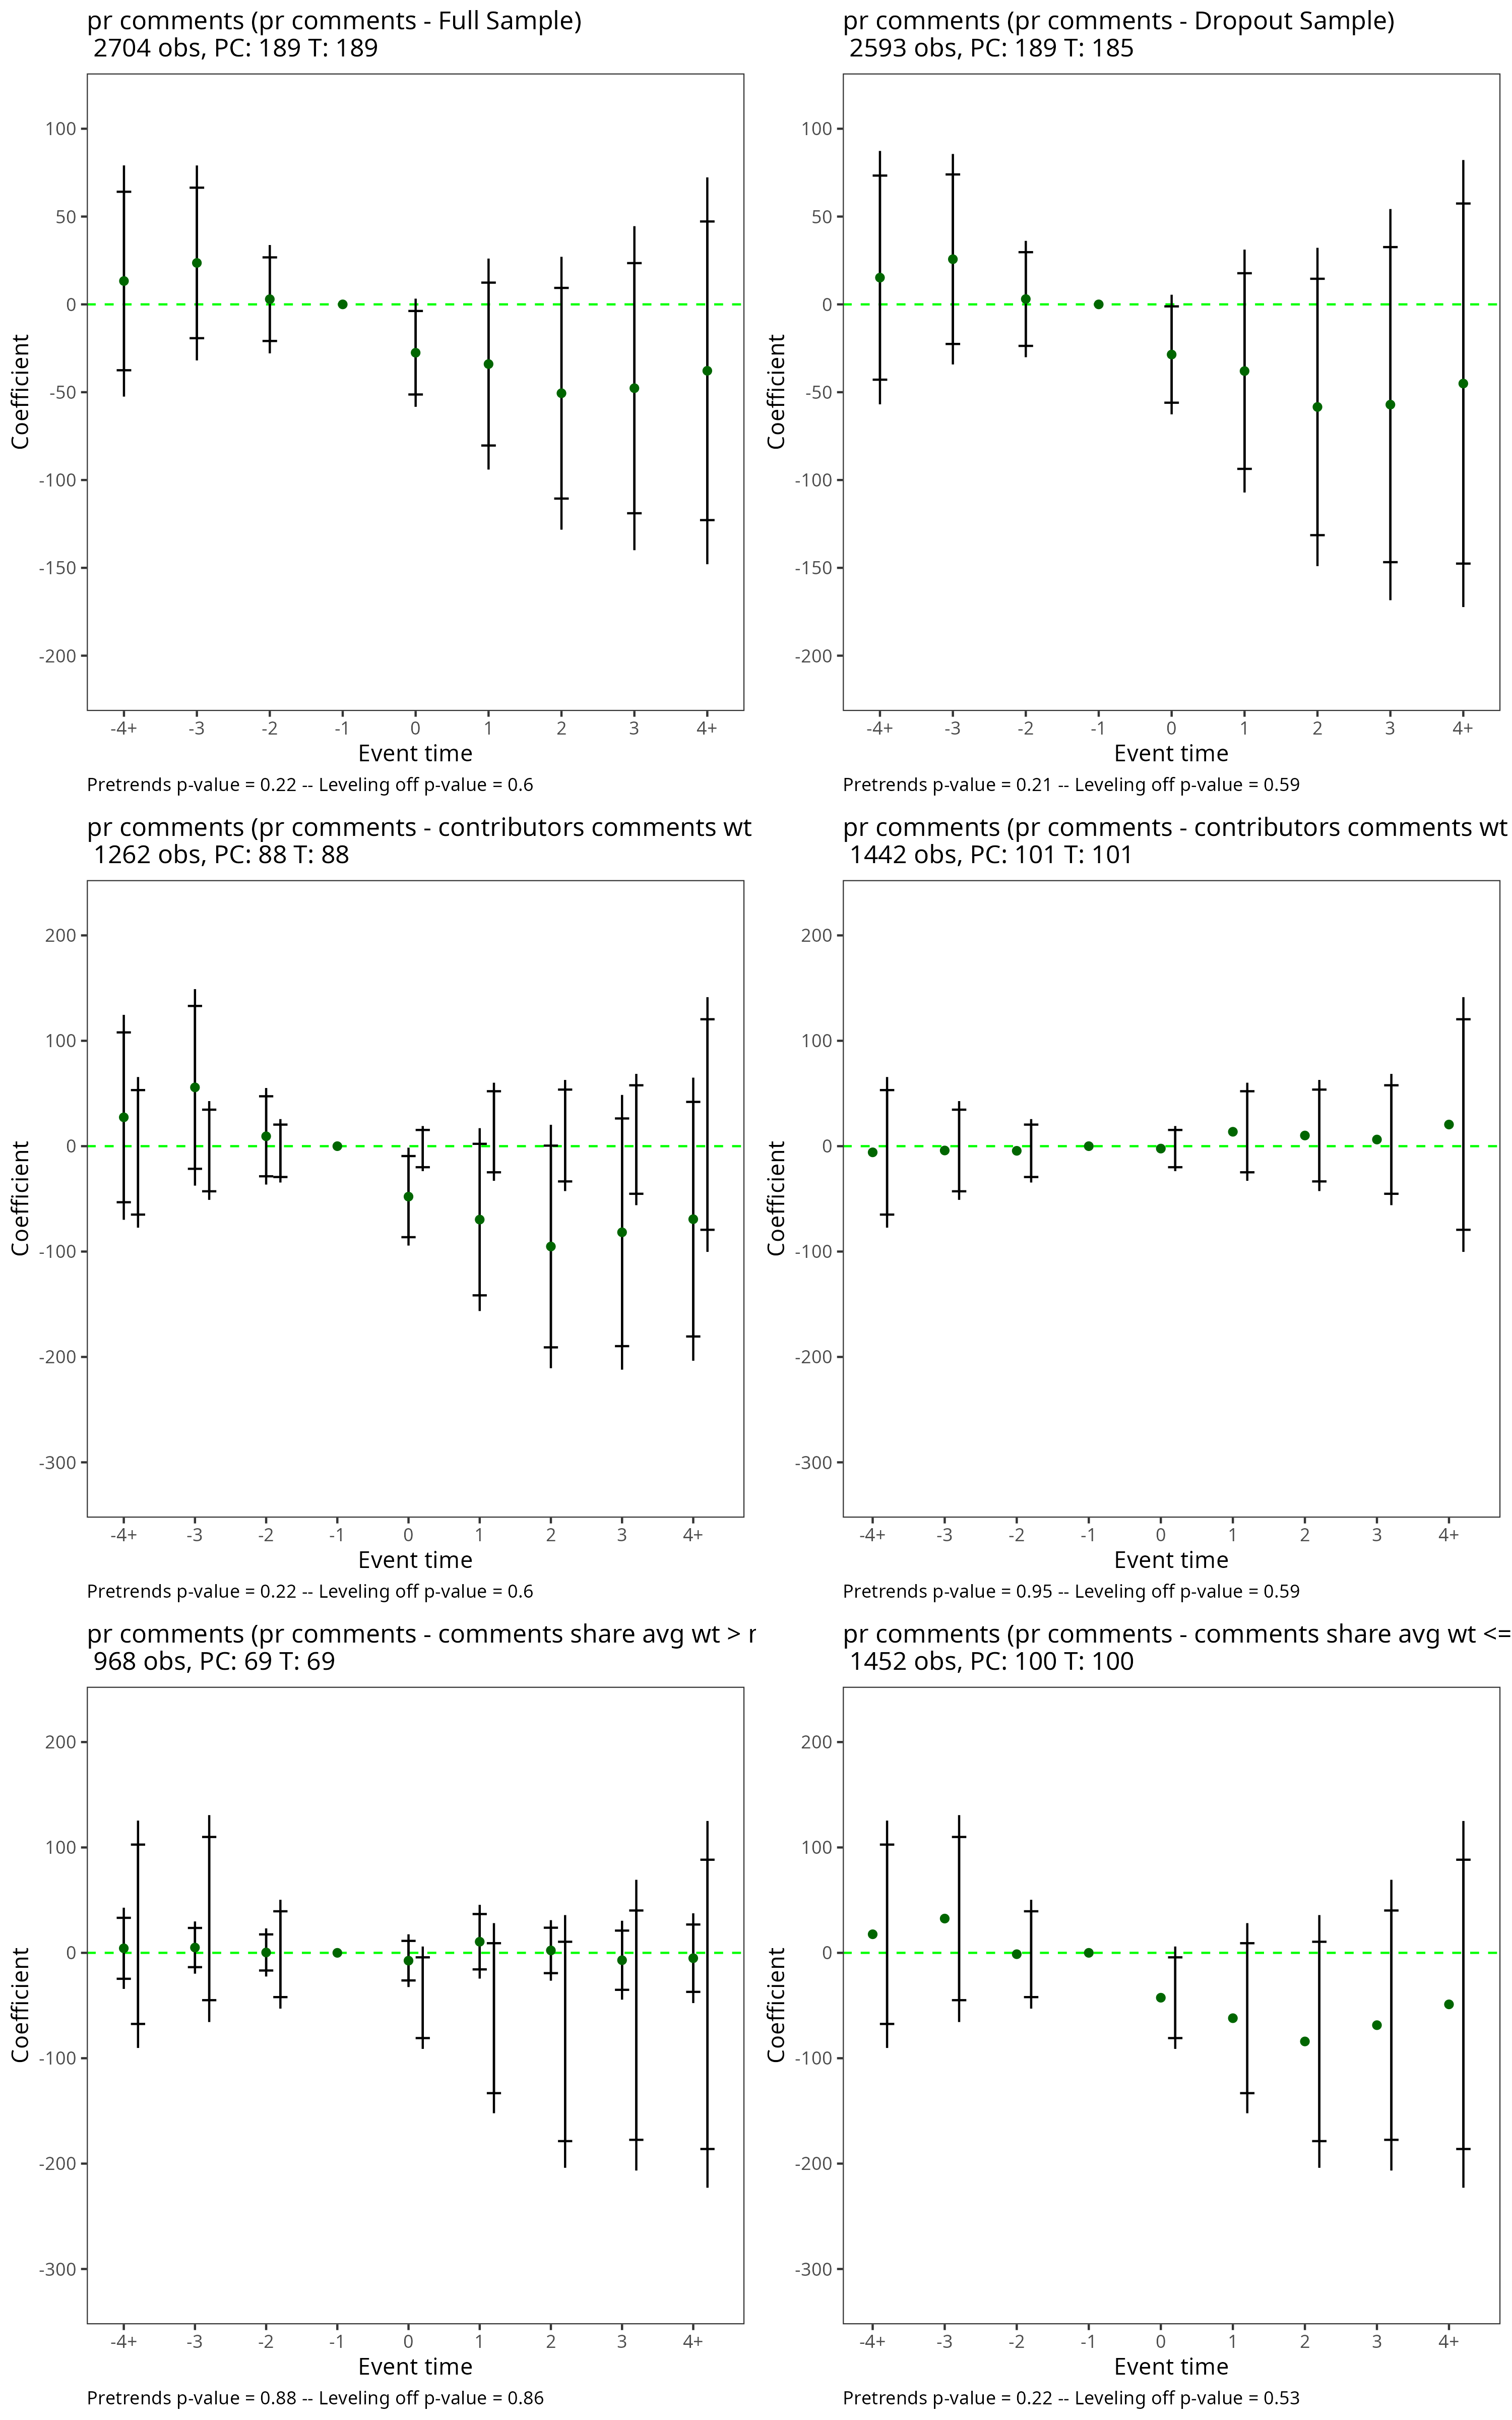 pr comments (pr comments - Full Sample)
2704 obs, PC: 189 T: 189
100
50
0
-50
-100
-150
-200
Coefficient
-4+ -3 -2 -1 0 1 2 3 4+
Event time
Pretrends p-value = 0.22 -- Leveling off p-value = 0.6
pr comments (pr comments - Dropout Sample)
2593 obs, PC: 189 T: 185
100
50
0
-50
-100
-150
-200
Coefficient
-4+ -3 -2 -1 0 1 2 3 4+
Event time
Pretrends p-value = 0.21 -- Leveling off p-value = 0.59
pr comments (pr comments - contributors comments wt
1262 obs, PC: 88 T: 88
200
100
0
-100
-200
-300
Coefficient
-4+ -3 -2 -1 0 1 2 3 4+
Event time
Pretrends p-value = 0.22 -- Leveling off p-value = 0.6
pr comments (pr comments - contributors comments wt
1442 obs, PC: 101 T: 101
200
100
0
-100
-200
-300
Coefficient
-4+ -3 -2 -1 0 1 2 3 4+
Event time
Pretrends p-value = 0.95 -- Leveling off p-value = 0.59
pr comments (pr comments - comments share avg wt >
968 obs, PC: 69 T: 69
200
100
0
-100
-200
-300
Coefficient
-4+ -3 -2 -1 0 1 2 3 4+
Event time
Pretrends p-value = 0.88 -- Leveling off p-value = 0.86
pr comments (pr comments - comments share avg wt <=
1452 obs, PC: 100 T: 100
200
100
0
-100
-200
-300
Coefficient
-4+ -3 -2 -1 0 1 2 3 4+
Event time
Pretrends p-value = 0.22 -- Leveling off p-value = 0.53